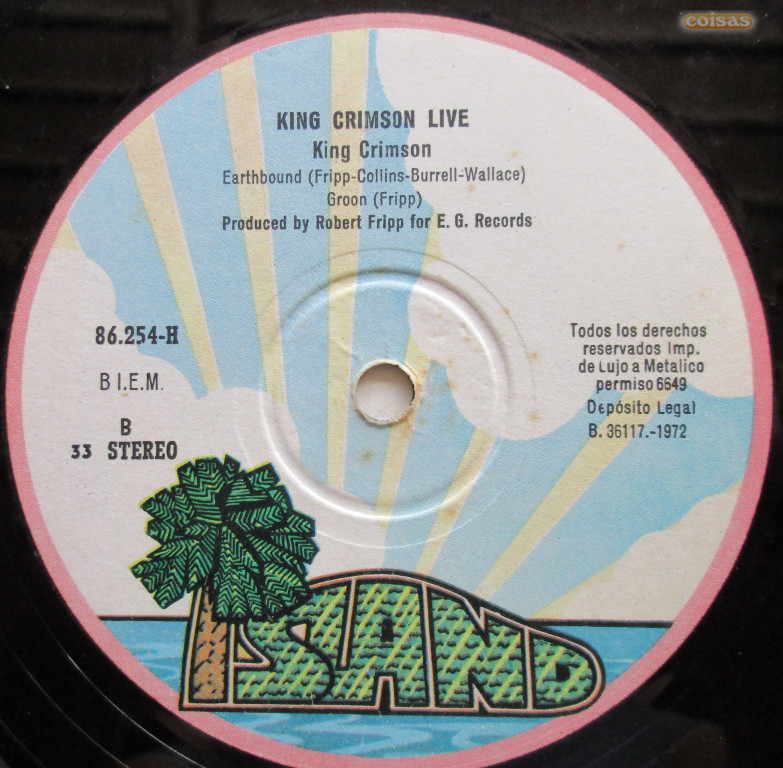 coisas
KING CRIMSON LIVE
King Crimson
Earthbound (Fripp-Collins-Burrell-Wallace)
Groon (Fripp)
Produced by Robert Fripp for E. G. Records
86.254-H
B I.E.M.
B
33 STEREO
Todos los derechos
reservados Imp.
de Lujo a Metalico
permiso 6649
Depósito Legal
B. 36117.-1972
ISLAND